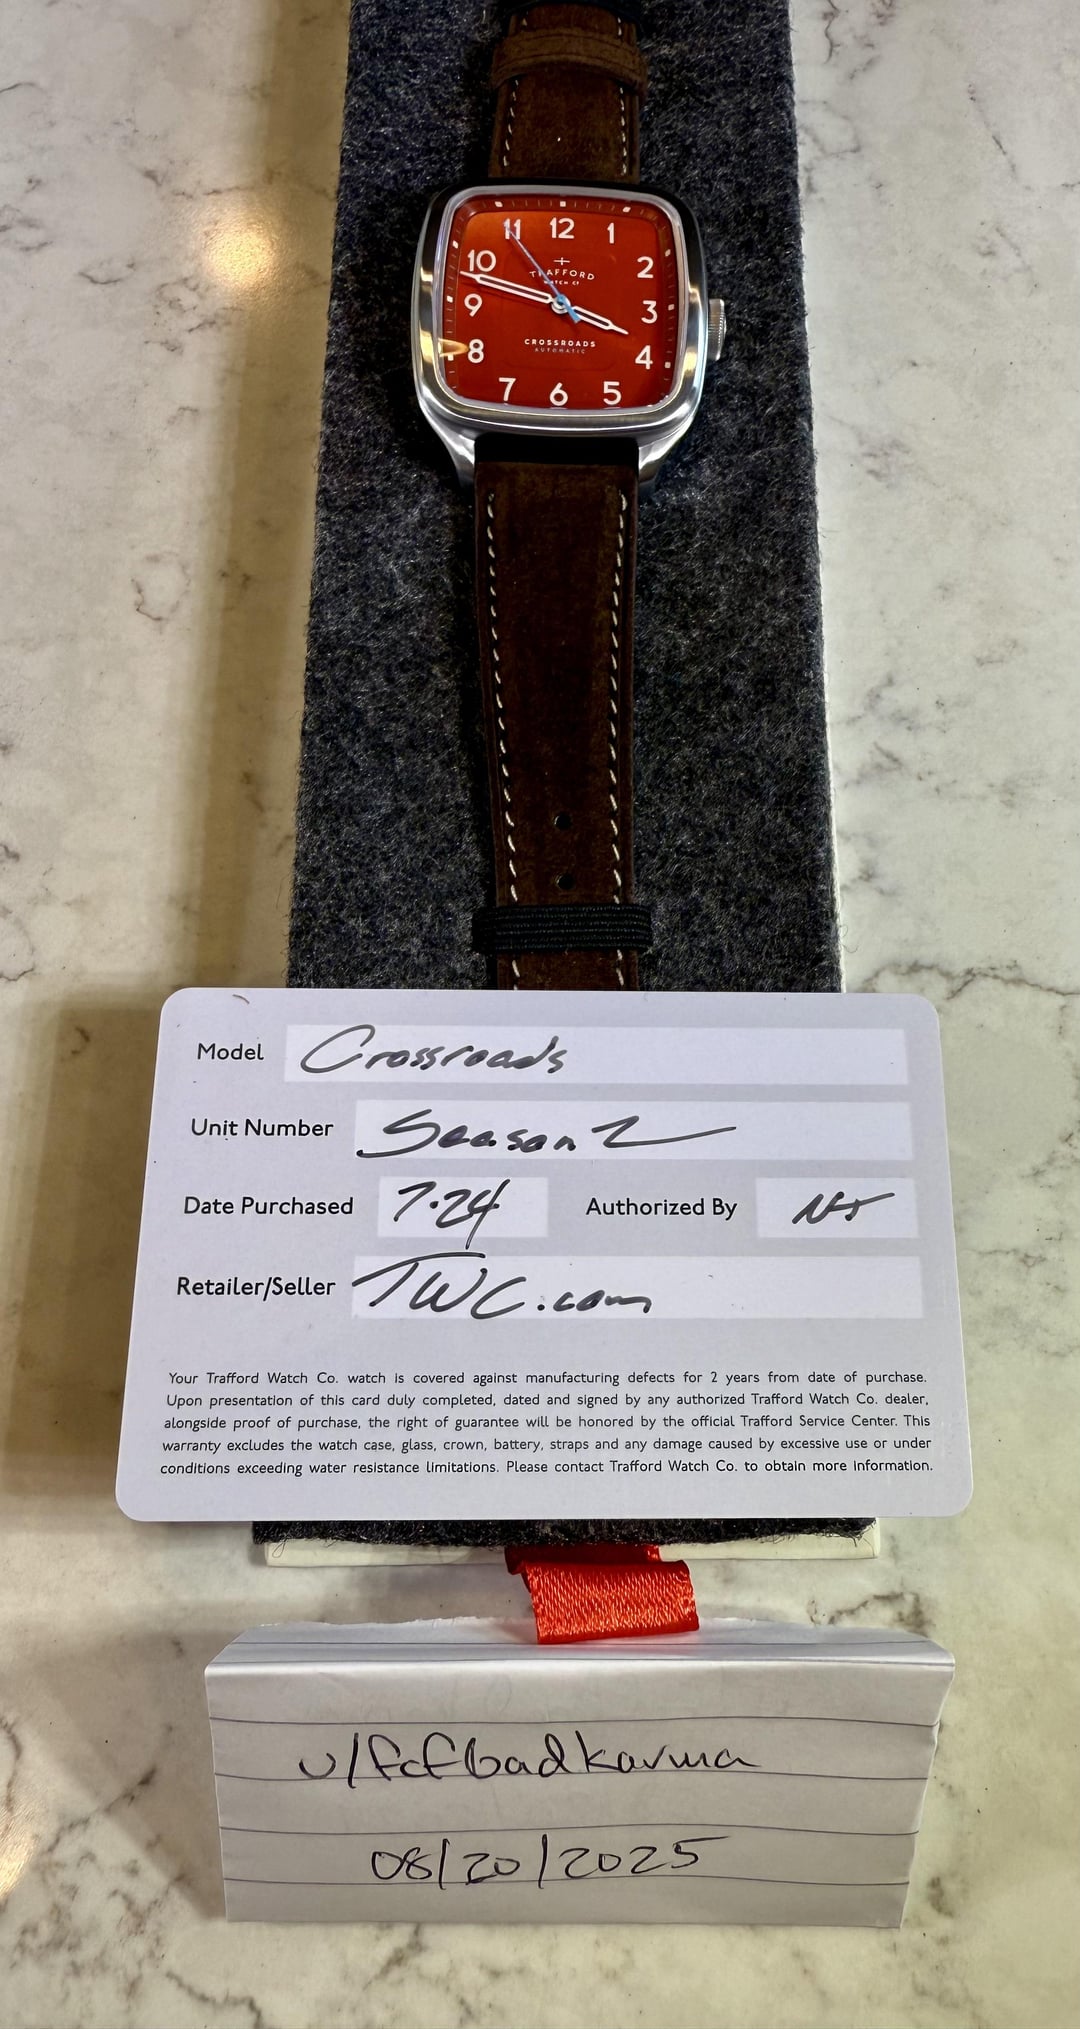 11 12 1
10 2
TRAFFORD
WATCH Co
9 3
CROSSROADS
AUTOMATIC
8 4
7 6 5
Model Crossroads
Unit Number Season 2
Date Purchased 7.24 Authorized By
Retailer/Seller TWC.com
Your Trafford Watch Co. watch is covered against manufacturing defects for 2 years from date of purchase.
Upon presentation of this card duly completed, dated and signed by any authorized Trafford Watch Co. dealer,
alongside proof of purchase, the right of guarantee will be honored by the official Trafford Service Center. This
warranty excludes the watch case, glass, crown, battery, straps and any damage caused by excessive use or under
conditions exceeding water resistance limitations. Please contact Trafford Watch Co. to obtain more information.
u/fcfbadkarma
08/20/2025